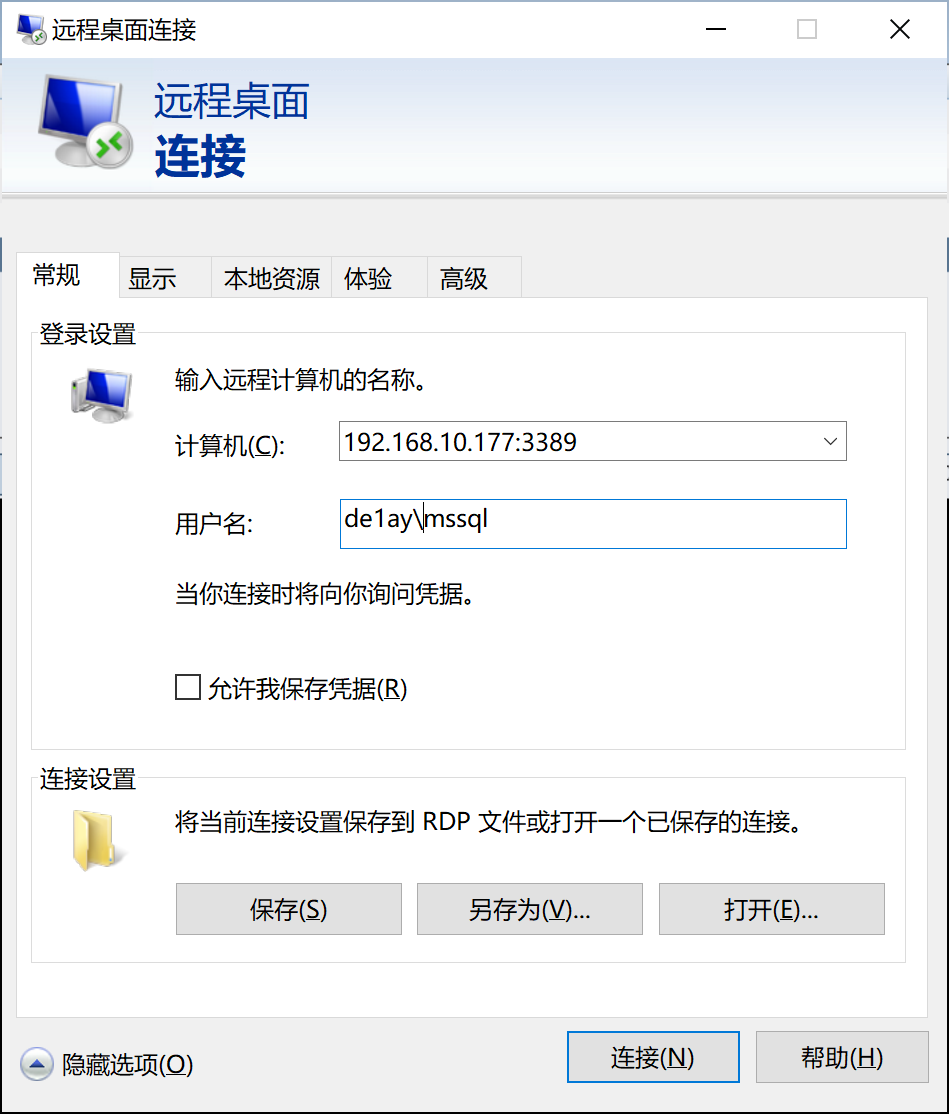 远程桌面连接
远程桌面
连接
常规 显示 本地资源 体验 高级
登录设置
输入远程计算机的名称。
计算机(C): 192.168.10.177:3389
用户名: de1ay\mssql
当你连接时将向你询问凭据。
允许我保存凭据(R)
连接设置
将当前连接设置保存到 RDP 文件或打开一个已保存的连接。
保存(S) 另存为(V)... 打开(E)...
隐藏选项(O) 连接(N) 帮助(H)